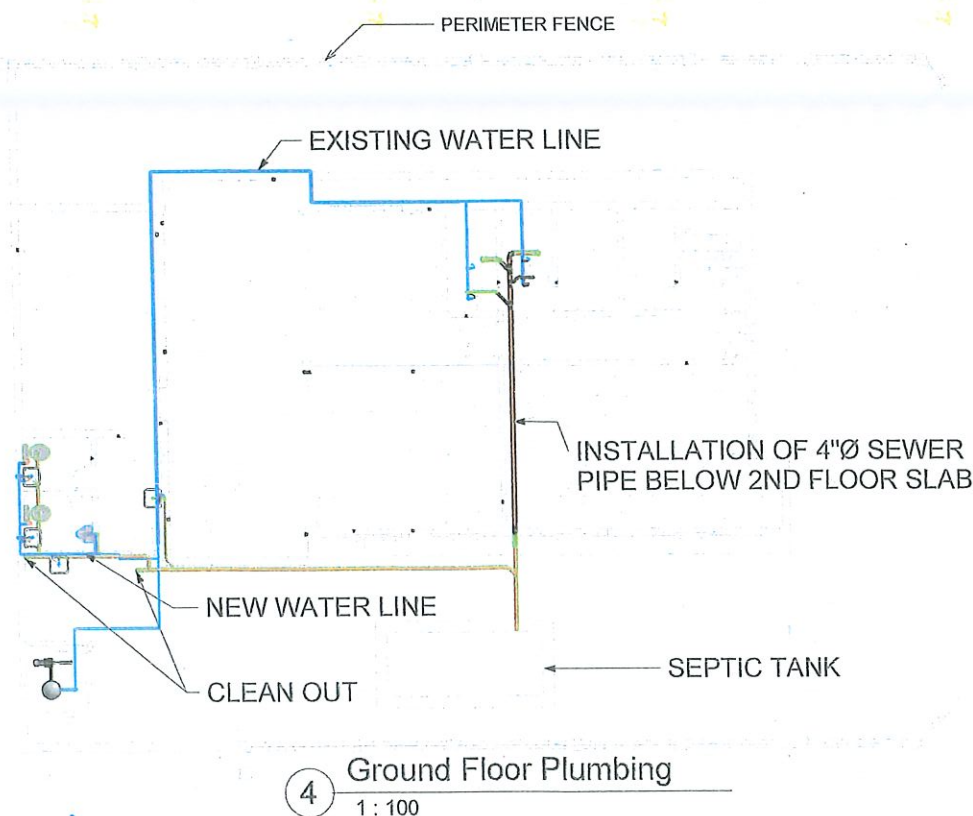 PERIMETER FENCE
EXISTING WATER LINE
INSTALLATION OF 4"Ø SEWER
PIPE BELOW 2ND FLOOR SLAB
NEW WATER LINE
SEPTIC TANK
CLEAN OUT
4
Ground Floor Plumbing
1 : 100